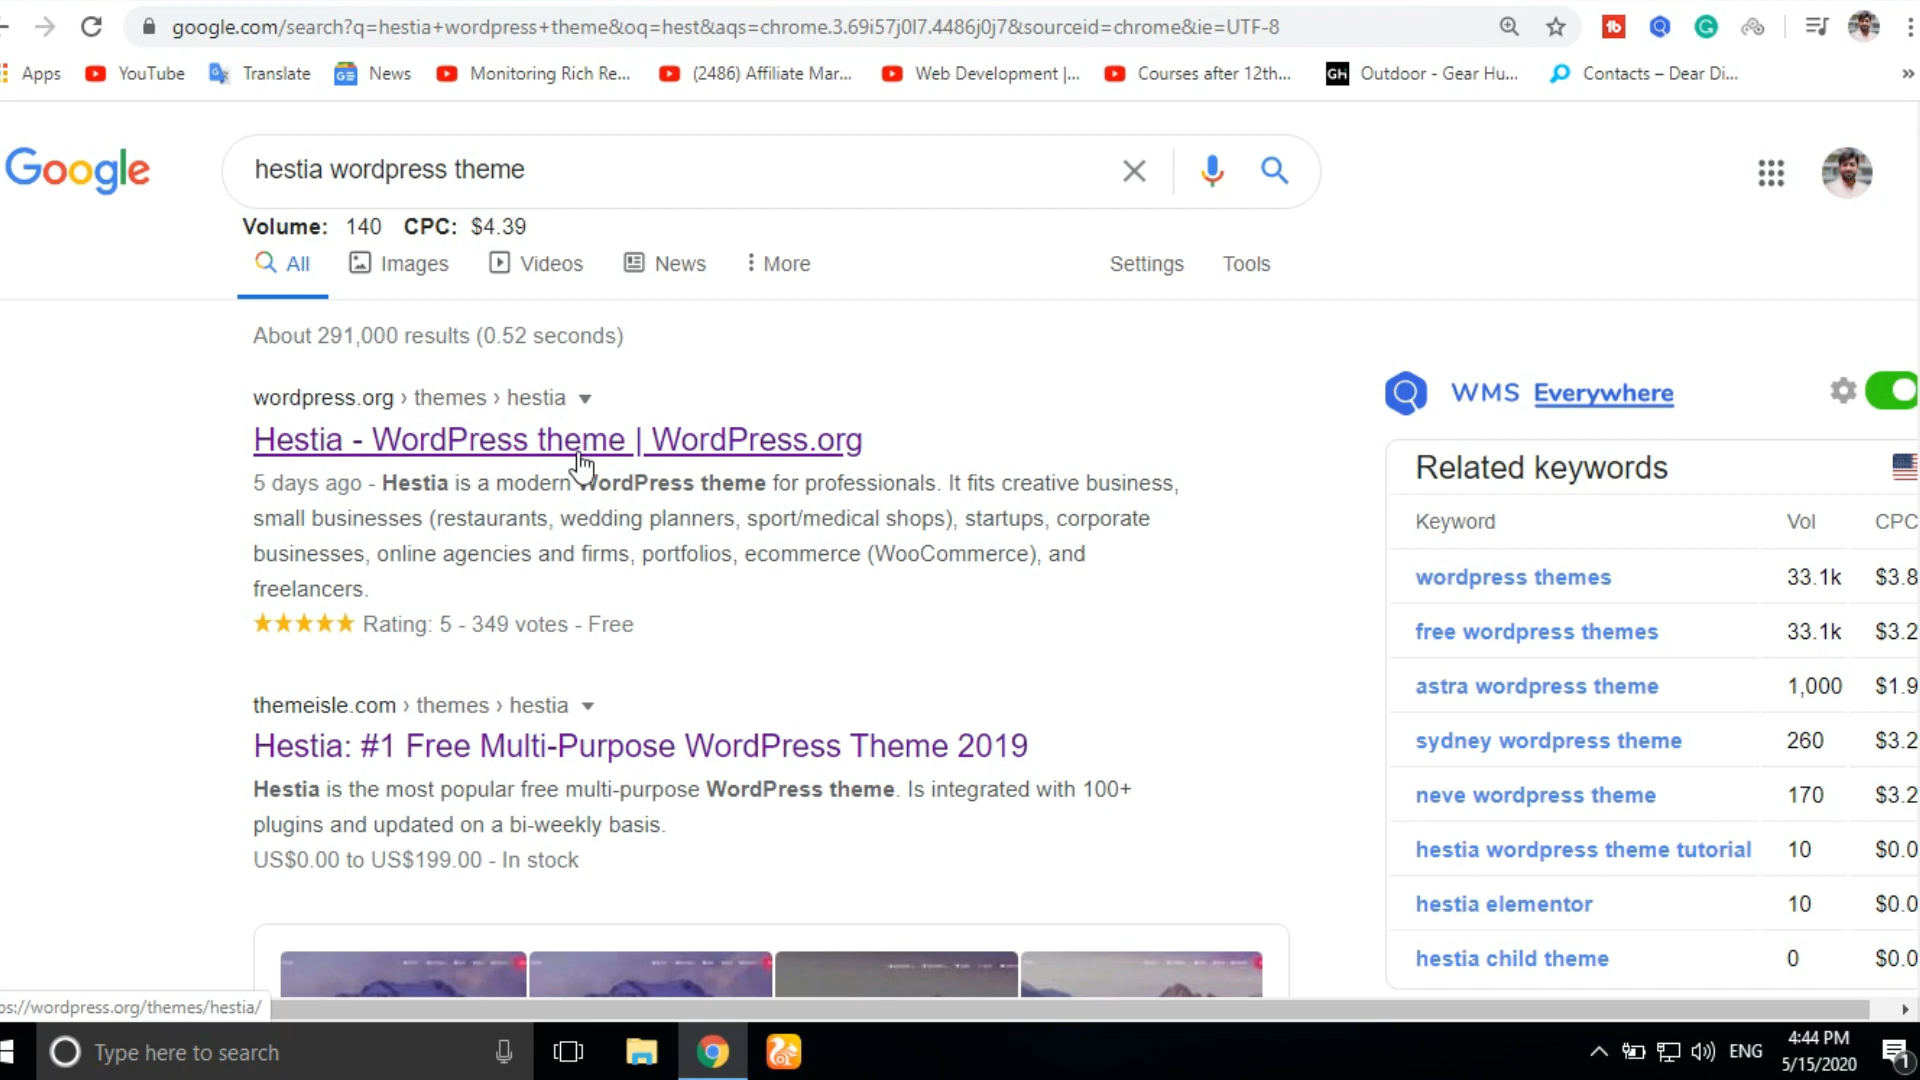 google.com/search?q=hestia+wordpress+theme&oq=hest&aqs=chrome.3.69i57j0l7.4486j0j7&sourceid=chrome&ie=UTF-8
Apps YouTube Translate News Monitoring Rich Re... (2486) Affiliate Mar... Web Development |... Courses after 12th... GH Outdoor - Gear Hu... Contacts – Dear Di... »
Google
hestia wordpress theme
Volume: 140 CPC: $4.39
All Images Videos News More Settings Tools
About 291,000 results (0.52 seconds)
wordpress.org › themes › hestia
Hestia - WordPress theme | WordPress.org
5 days ago - Hestia is a modern WordPress theme for professionals. It fits creative business,
small businesses (restaurants, wedding planners, sport/medical shops), startups, corporate
businesses, online agencies and firms, portfolios, ecommerce (WooCommerce), and
freelancers.
Rating: 5 - 349 votes - Free
themeisle.com › themes › hestia
Hestia: #1 Free Multi-Purpose WordPress Theme 2019
Hestia is the most popular free multi-purpose WordPress theme. Is integrated with 100+
plugins and updated on a bi-weekly basis.
US$0.00 to US$199.00 - In stock
WMS Everywhere
Related keywords
Keyword Vol CPC
wordpress themes 33.1k $3.8
free wordpress themes 33.1k $3.2
astra wordpress theme 1,000 $1.9
sydney wordpress theme 260 $3.2
neve wordpress theme 170 $3.2
hestia wordpress theme tutorial 10 $0.0
hestia elementor 10 $0.0
hestia child theme 0 $0.0
ps://wordpress.org/themes/hestia/
Type here to search
ENG
4:44 PM
5/15/2020
1